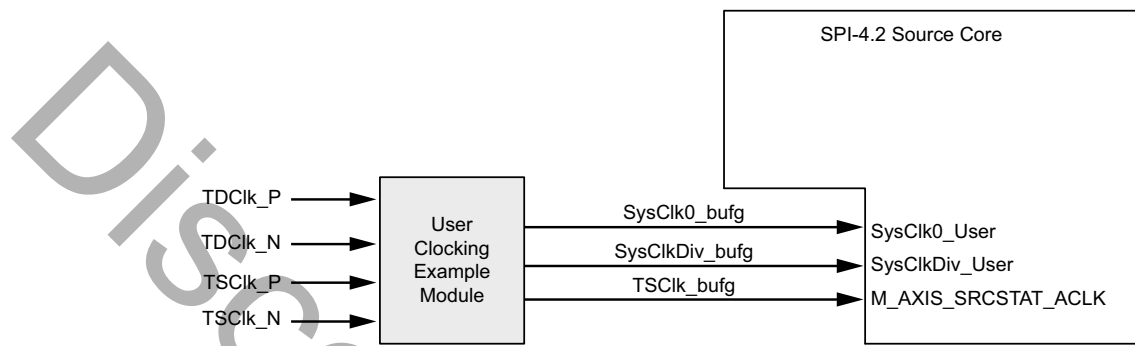 SPI-4.2 Source Core
TDClk_P
TDClk_N
TSClk_P
TSClk_N
User
Clocking
Example
Module
SysClk0_bufg
SysClkDiv_bufg
TSClk_bufg
SysClk0_User
SysClkDiv_User
M_AXIS_SRCSTAT_ACLK